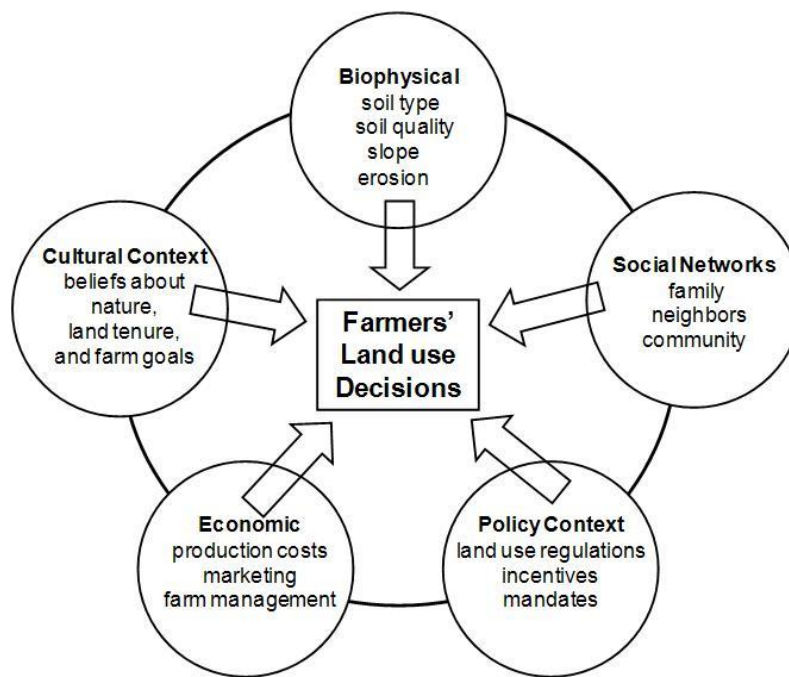 Biophysical
soil type
soil quality
slope
erosion
Cultural Context
beliefs about
nature,
land tenure,
and farm goals
Social Networks
family
neighbors
community
Farmers’
Land use
Decisions
Economic
production costs
marketing
farm management
Policy Context
land use regulations
incentives
mandates